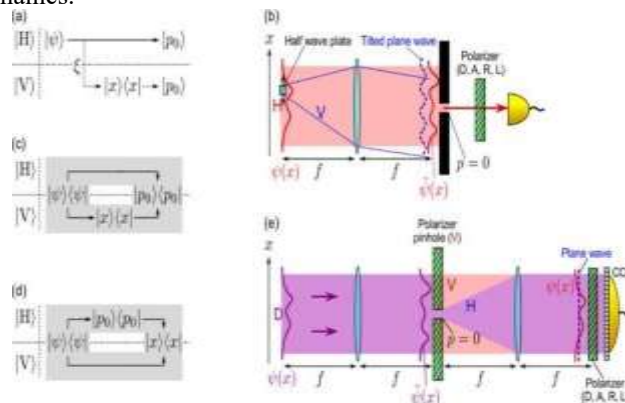 (a)
|H⟩ |ψ⟩ |p₀⟩
ξ
|V⟩ |x⟩⟨x| |p₀⟩
(b)
x
Half wave plate
Tilted plane wave
Polarizer
(D, A, R, L)
H
V
p = 0
f f
ψ(x) ψ̃(x)
(c)
|H⟩
|ψ⟩⟨ψ| |p₀⟩⟨p₀|
|V⟩ |x⟩⟨x|
(d)
|H⟩ |p₀⟩⟨p₀|
|ψ⟩⟨ψ| |x⟩⟨x|
|V⟩
(e)
x
Polarizer
pinhole (V)
Plane wave
D
V
H
ψ(x)
p = 0
f f f f
ψ(x) ψ̃(x)
Polarizer
(D, A, R, L)